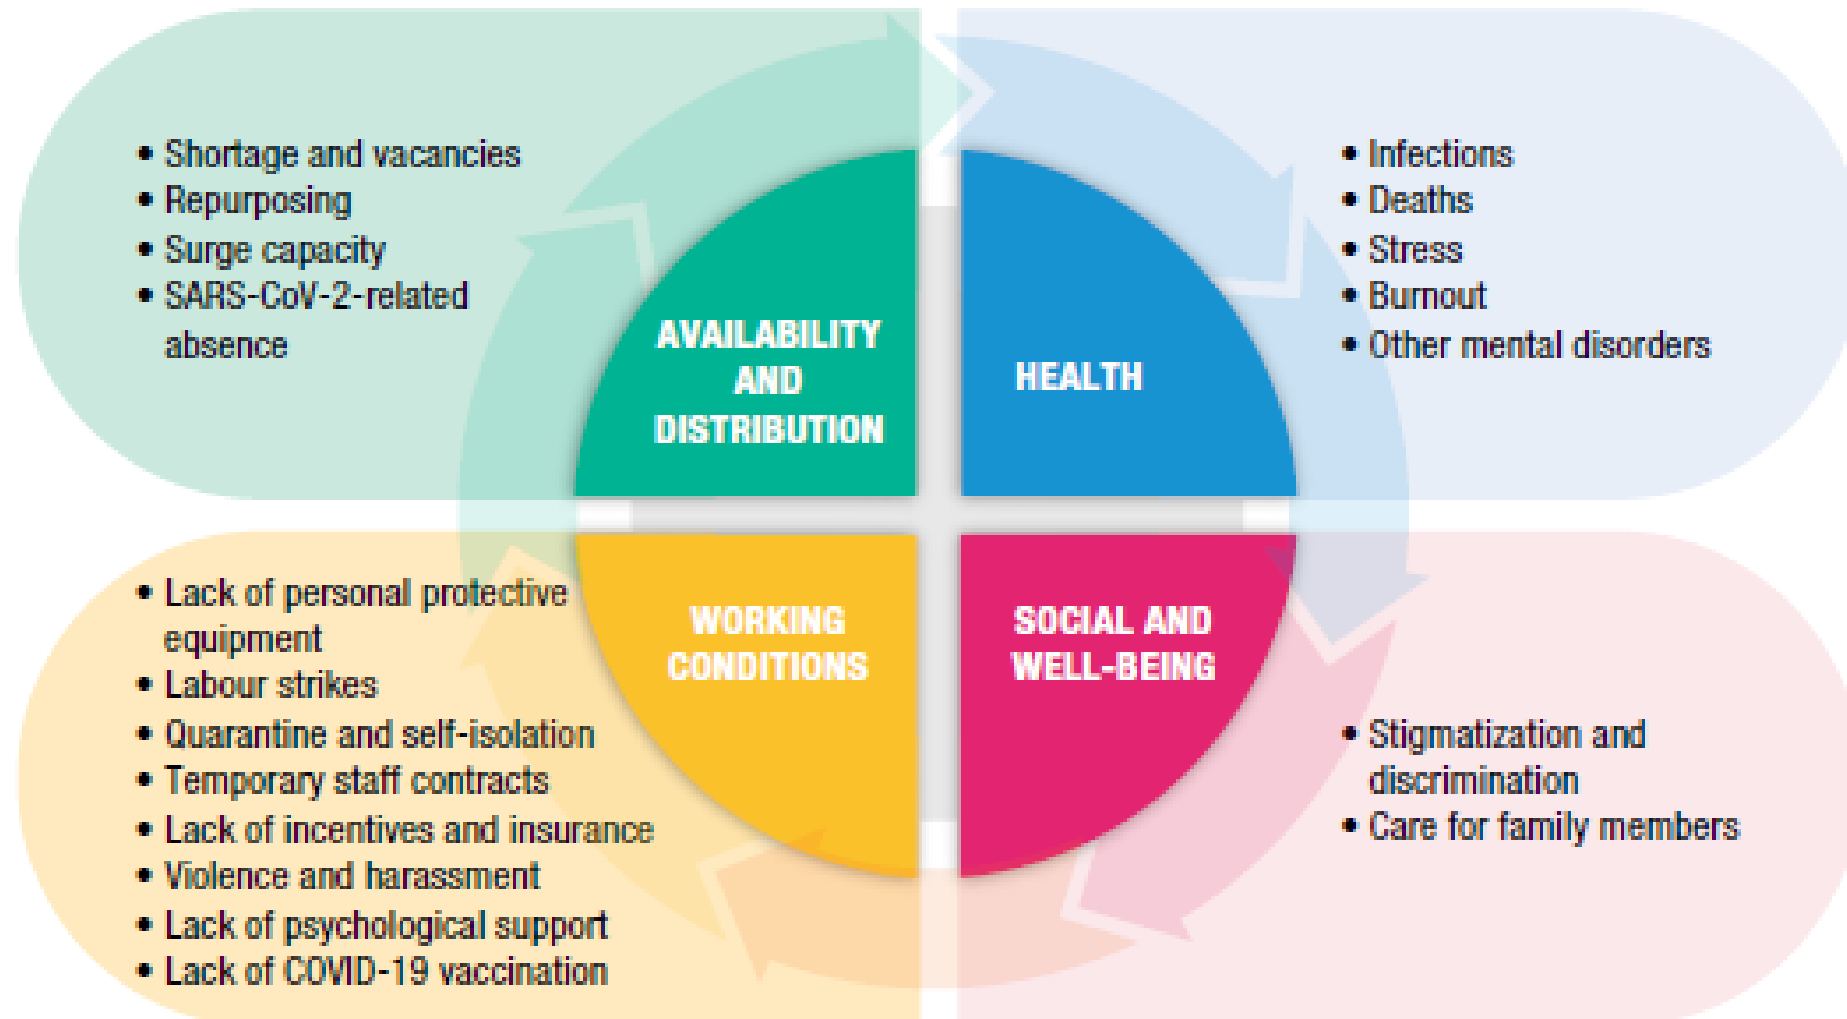 • Shortage and vacancies
• Repurposing
• Surge capacity
• SARS-CoV-2-related
absence
AVAILABILITY
AND
DISTRIBUTION
HEALTH
• Infections
• Deaths
• Stress
• Burnout
• Other mental disorders
• Lack of personal protective
equipment
• Labour strikes
• Quarantine and self-isolation
• Temporary staff contracts
• Lack of incentives and insurance
• Violence and harassment
• Lack of psychological support
• Lack of COVID-19 vaccination
WORKING
CONDITIONS
SOCIAL AND
WELL-BEING
• Stigmatization and
discrimination
• Care for family members